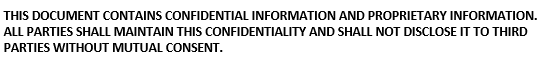 THIS DOCUMENT CONTAINS CONFIDENTIAL INFORMATION AND PROPRIETARY INFORMATION.
ALL PARTIES SHALL MAINTAIN THIS CONFIDENTIALITY AND SHALL NOT DISCLOSE IT TO THIRD
PARTIES WITHOUT MUTUAL CONSENT.